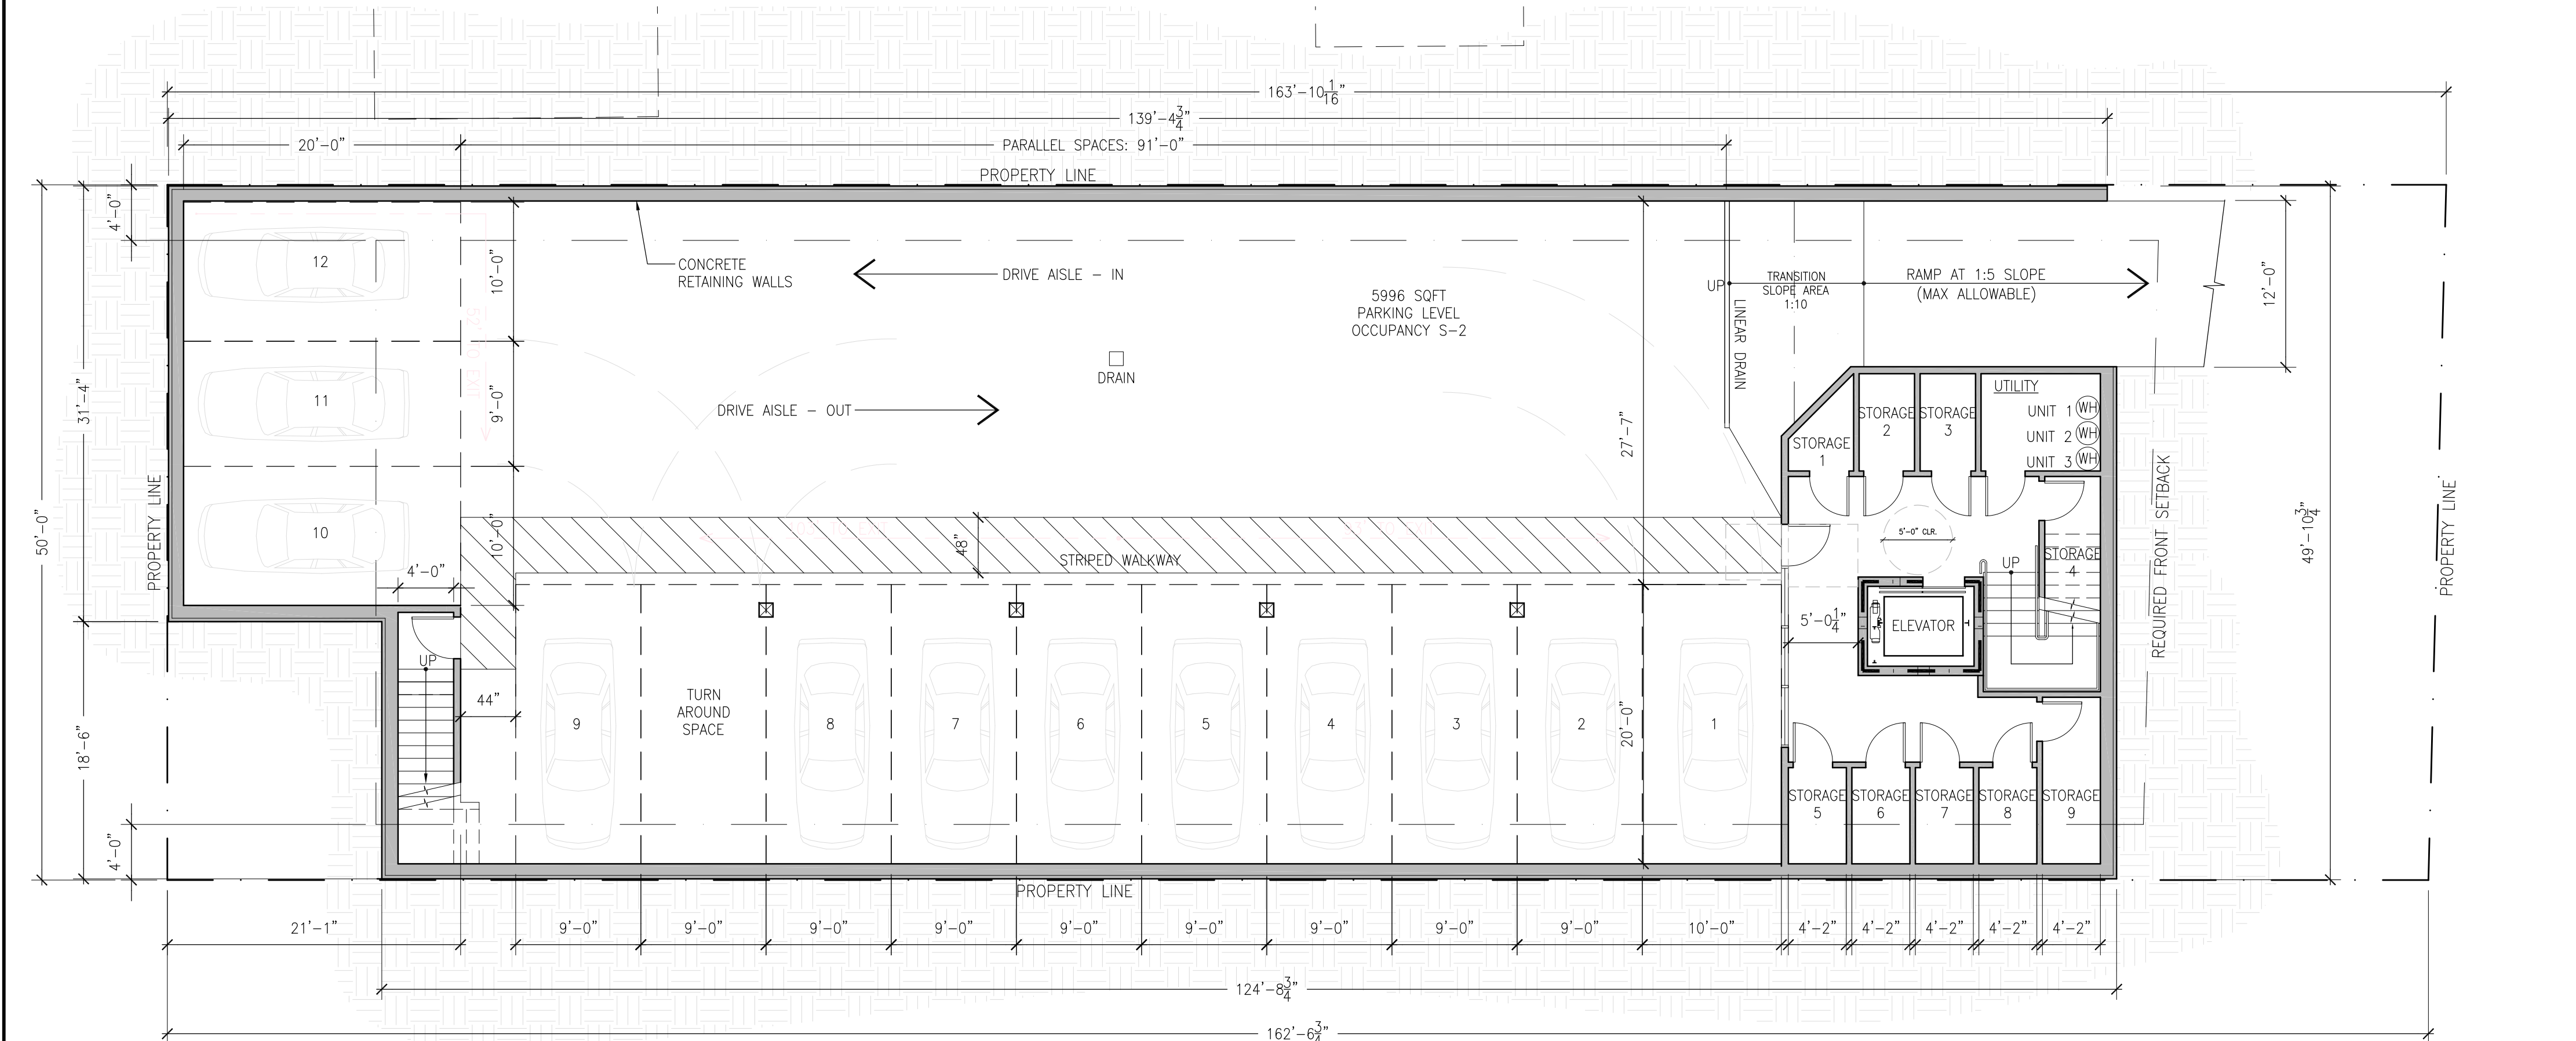 163'-10 1/16"
139'-4 3/4"
20'-0"
PARALLEL SPACES: 91'-0"
PROPERTY LINE
4'-0"
12
10'-0"
CONCRETE
RETAINING WALLS
DRIVE AISLE - IN
5996 SQFT
PARKING LEVEL
OCCUPANCY S-2
UP
TRANSITION
SLOPE AREA
1:10
RAMP AT 1:5 SLOPE
(MAX ALLOWABLE)
12'-0"
LINEAR DRAIN
52' TO EXIT
DRAIN
31'-4"
11
9'-0"
DRIVE AISLE - OUT
27'-7"
STORAGE
1
STORAGE
2
STORAGE
3
UTILITY
UNIT 1 WH
UNIT 2 WH
UNIT 3 WH
50'-0"
PROPERTY LINE
10
10'-0"
48"
STRIPED WALKWAY
5'-0" CLR.
UP
STORAGE
4
REQUIRED FRONT SETBACK
49'-10 3/4"
PROPERTY LINE
4'-0"
UP
44"
5'-0 1/4"
ELEVATOR
18'-6"
9
TURN
AROUND
SPACE
8
7
6
5
4
3
2
20'-0"
1
4'-0"
STORAGE
5
STORAGE
6
STORAGE
7
STORAGE
8
STORAGE
9
PROPERTY LINE
21'-1"
9'-0"
9'-0"
9'-0"
9'-0"
9'-0"
9'-0"
9'-0"
9'-0"
9'-0"
10'-0"
4'-2"
4'-2"
4'-2"
4'-2"
4'-2"
124'-8 3/4"
162'-6 3/4"